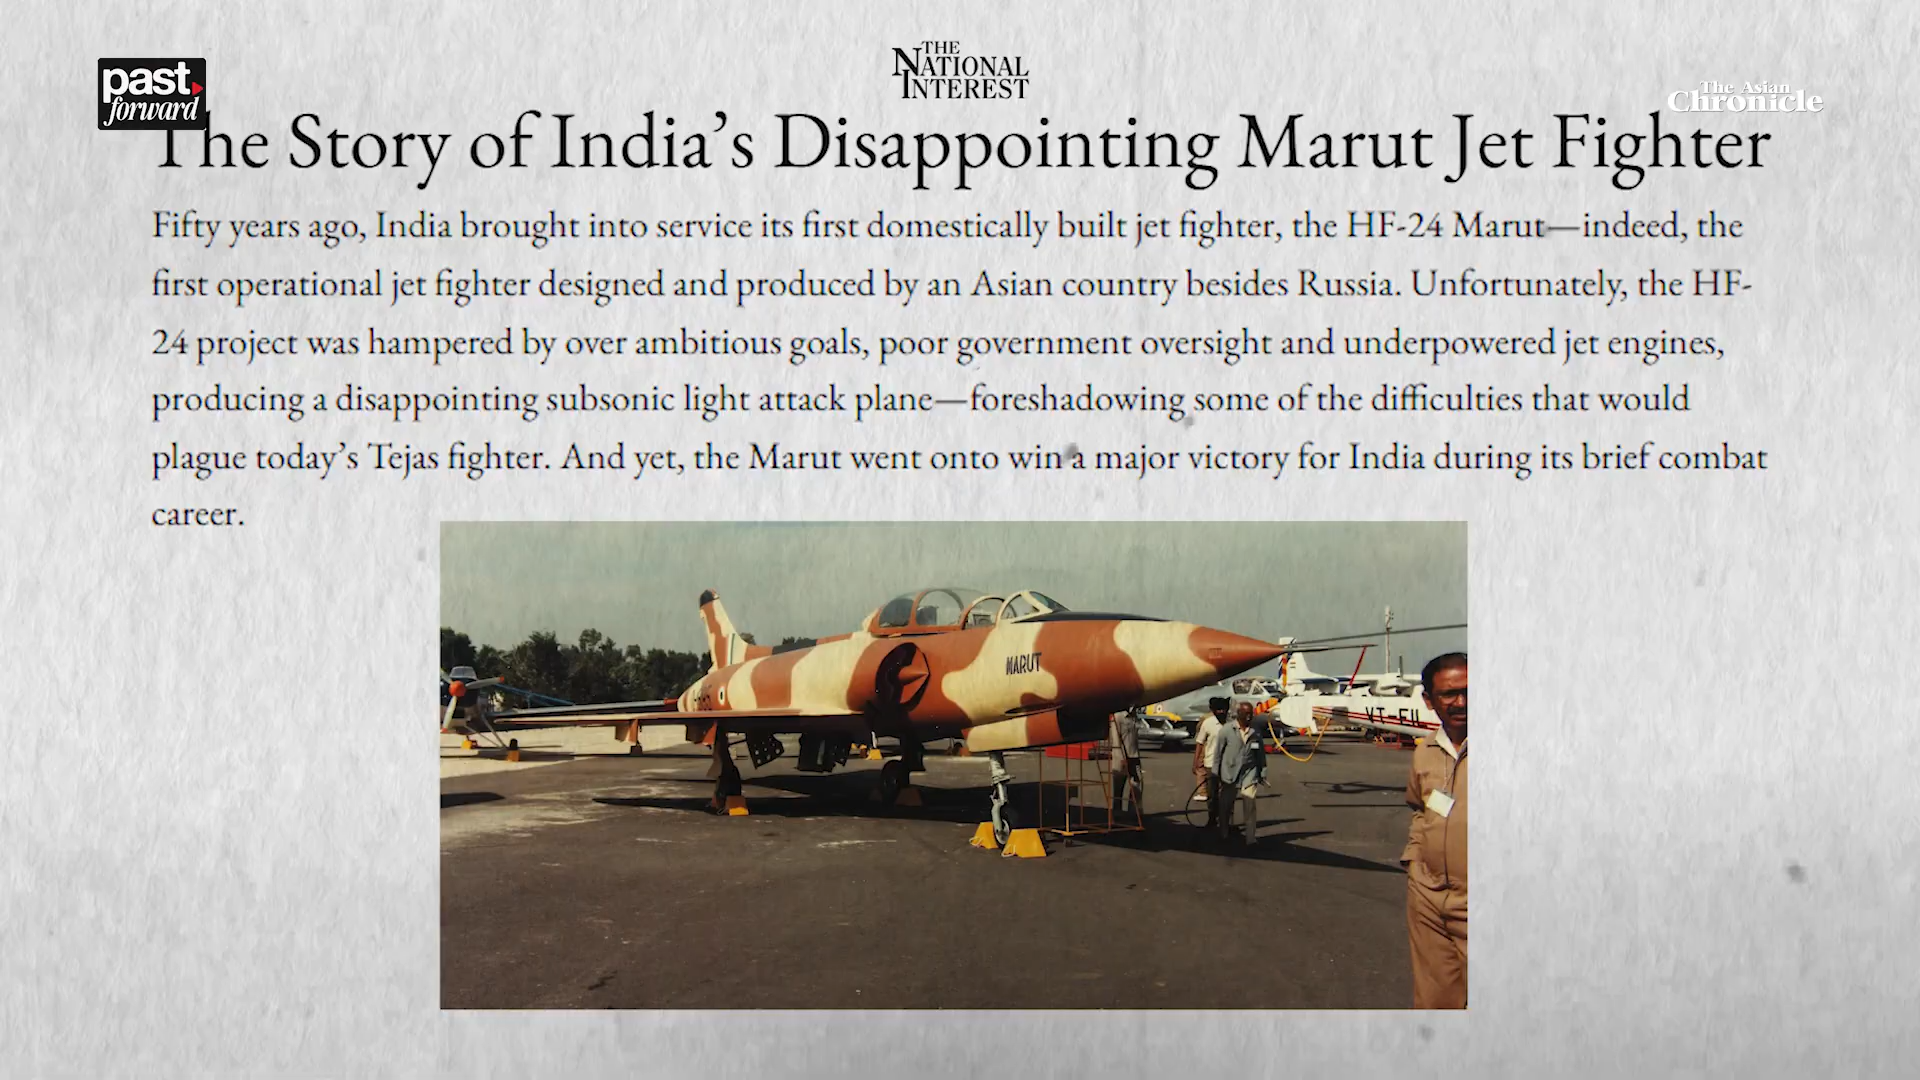 past
forward
THE
NATIONAL
INTEREST
The Asian
Chronicle
The Story of India’s Disappointing Marut Jet Fighter
Fifty years ago, India brought into service its first domestically built jet fighter, the HF-24 Marut—indeed, the
first operational jet fighter designed and produced by an Asian country besides Russia. Unfortunately, the HF-
24 project was hampered by over ambitious goals, poor government oversight and underpowered jet engines,
producing a disappointing subsonic light attack plane—foreshadowing some of the difficulties that would
plague today’s Tejas fighter. And yet, the Marut went onto win a major victory for India during its brief combat
career.
MARUT